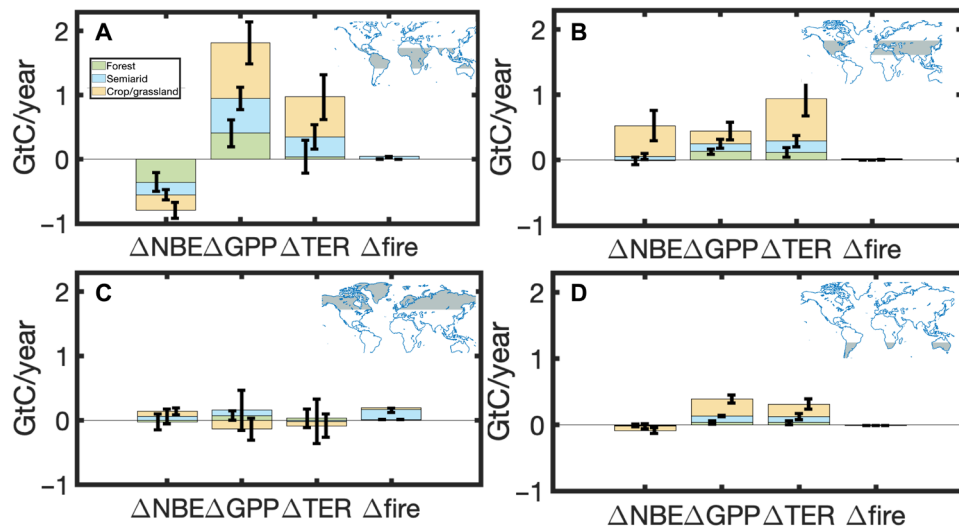 A
B
2
1
0
−1
GtC/year
Forest
Semiarid
Crop/grassland
ΔNBE ΔGPP ΔTER Δfire
2
1
0
−1
GtC/year
ΔNBE ΔGPP ΔTER Δfire
C
D
2
1
0
−1
GtC/year
ΔNBE ΔGPP ΔTER Δfire
2
1
0
−1
GtC/year
ΔNBE ΔGPP ΔTER Δfire